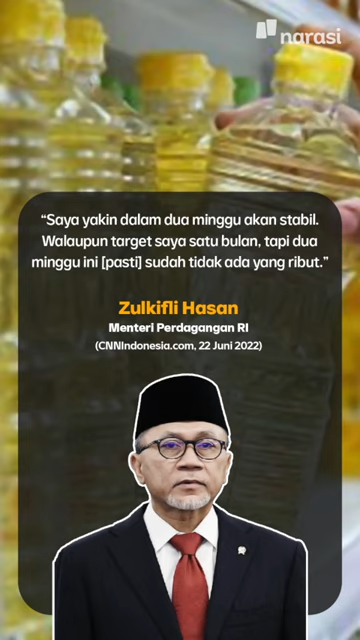 narasi
“Saya yakin dalam dua minggu akan stabil.
Walaupun target saya satu bulan, tapi dua
minggu ini [pasti] sudah tidak ada yang ribut.”
Zulkifli Hasan
Menteri Perdagangan RI
(CNNIndonesia.com, 22 Juni 2022)